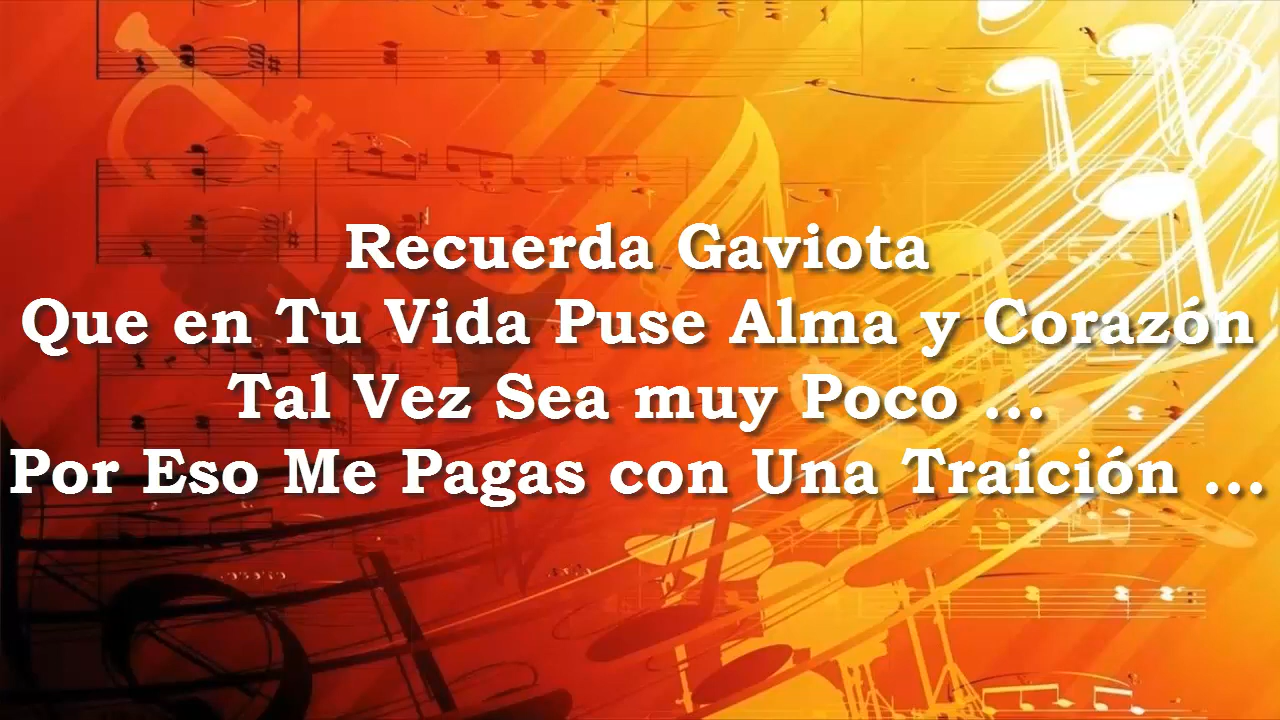 Recuerda Gaviota
Que en Tu Vida Puse Alma y Corazón
Tal Vez Sea muy Poco ...
Por Eso Me Pagas con Una Traición ...